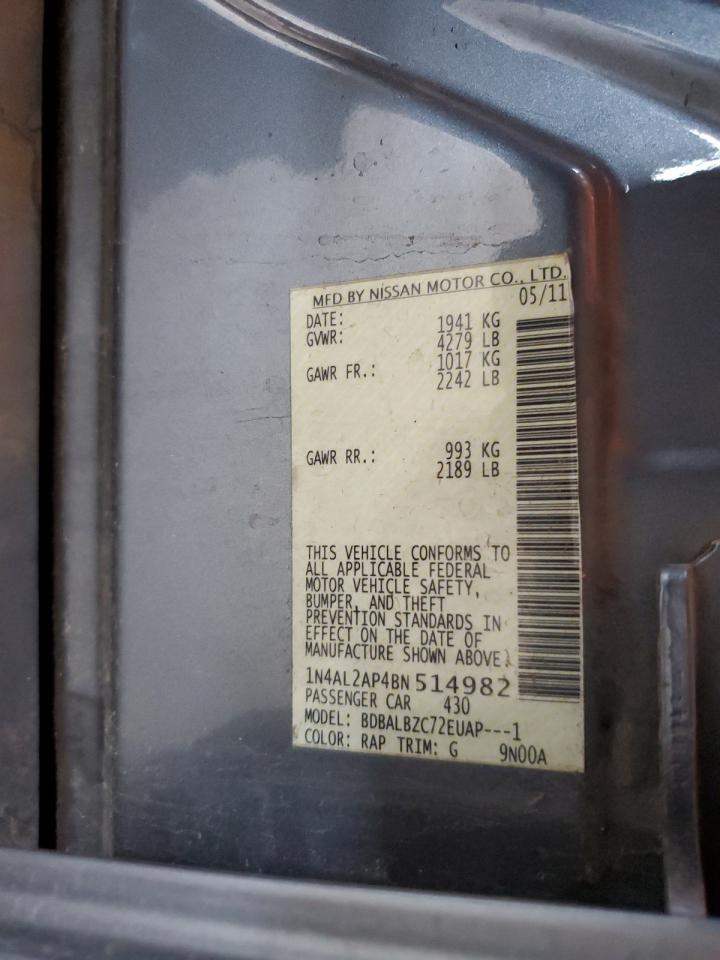 MFD BY NISSAN MOTOR CO., LTD.
DATE: 05/11
GVWR: 1941 KG
4279 LB
GAWR FR.: 1017 KG
2242 LB
GAWR RR.: 993 KG
2189 LB
THIS VEHICLE CONFORMS TO
ALL APPLICABLE FEDERAL
MOTOR VEHICLE SAFETY,
BUMPER, AND THEFT
PREVENTION STANDARDS IN
EFFECT ON THE DATE OF
MANUFACTURE SHOWN ABOVE.
1N4AL2AP4BN 514982
PASSENGER CAR 430
MODEL: BDBALBZC72EUAP---1
COLOR: RAP TRIM: G 9N00A